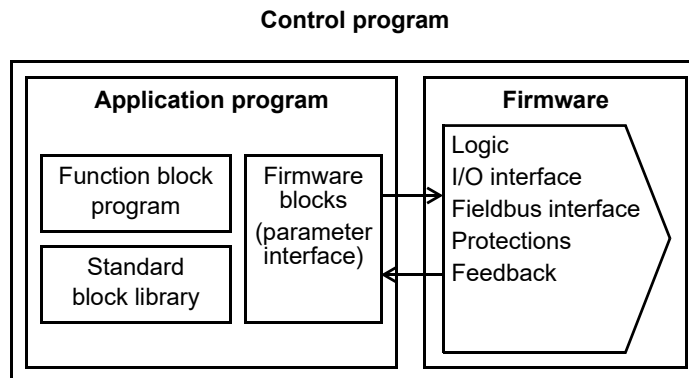 Control program
Application program
Function block
program
Standard
block library
Firmware
blocks
(parameter
interface)
Firmware
Logic
I/O interface
Fieldbus interface
Protections
Feedback